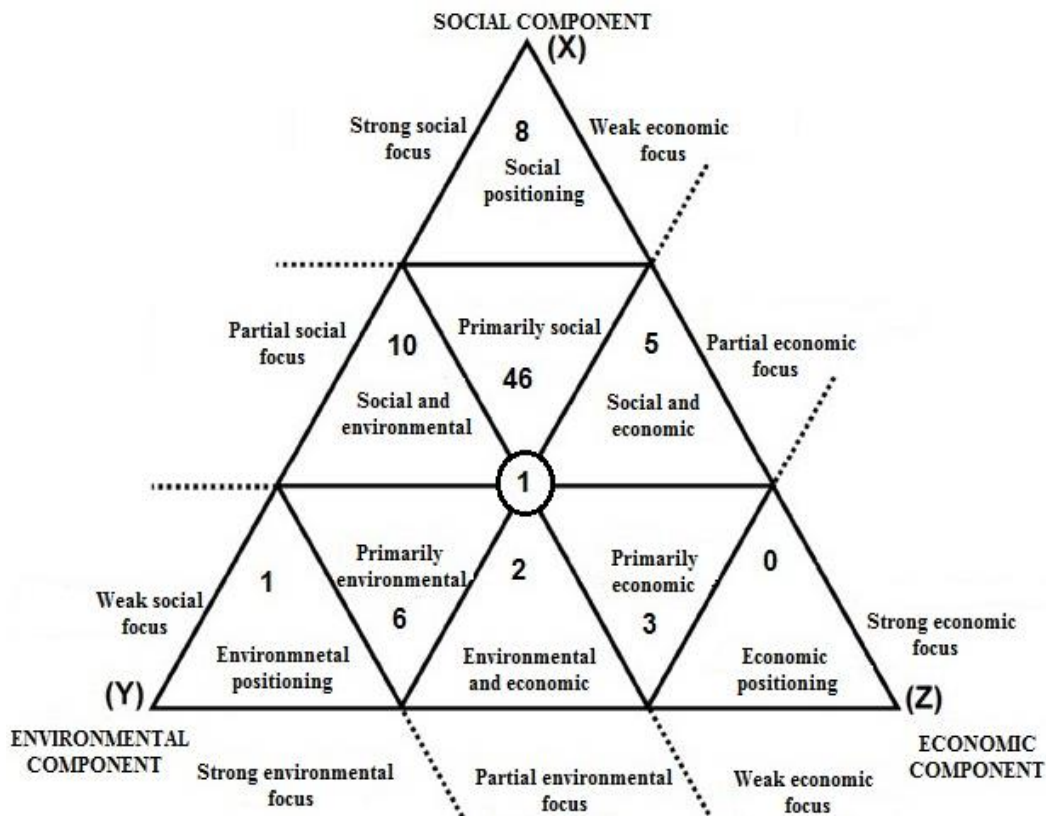 SOCIAL COMPONENT
(X)
Strong social
focus
8
Social
positioning
Weak economic
focus
Partial social
focus
10
Social and
environmental
Primarily social
46
5
Social and
economic
Partial economic
focus
1
Weak social
focus
1
Environmnetal
positioning
Primarily
environmental
6
2
Environmental
and economic
Primarily
economic
3
0
Economic
positioning
Strong economic
focus
(Y)
(Z)
ENVIRONMENTAL
COMPONENT
ECONOMIC
COMPONENT
Strong environmental
focus
Partial environmental
focus
Weak economic
focus